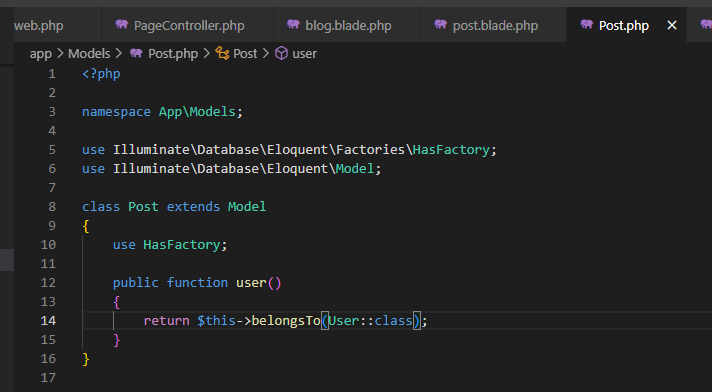 web.php PageController.php blog.blade.php post.blade.php Post.php
app > Models > Post.php > Post > user
1 <?php
2
3 namespace App\Models;
4
5 use Illuminate\Database\Eloquent\Factories\HasFactory;
6 use Illuminate\Database\Eloquent\Model;
7
8 class Post extends Model
9 {
10     use HasFactory;
11
12     public function user()
13     {
14         return $this->belongsTo(User::class);
15     }
16 }
17